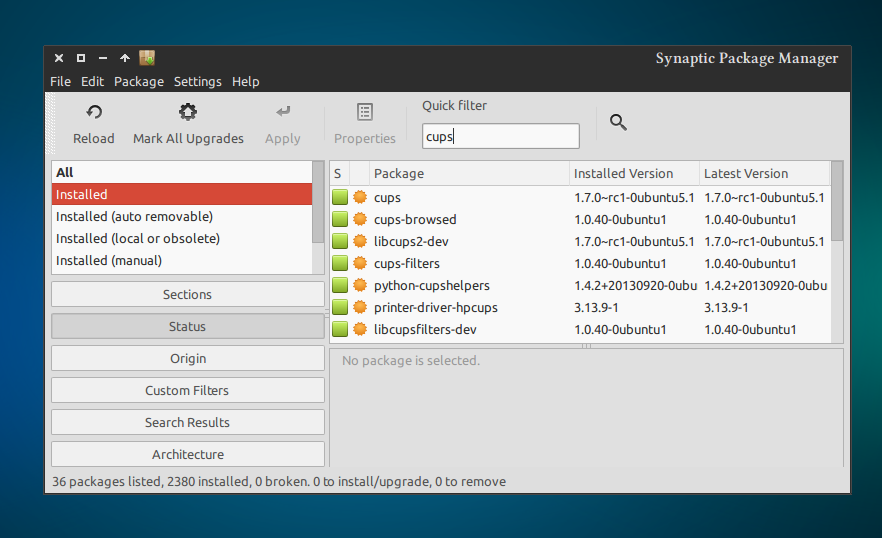 Synaptic Package Manager
File Edit Package Settings Help
Reload Mark All Upgrades Apply Properties
Quick filter
cups
All
Installed
Installed (auto removable)
Installed (local or obsolete)
Installed (manual)
Sections
Status
Origin
Custom Filters
Search Results
Architecture
S Package Installed Version Latest Version
cups 1.7.0~rc1-0ubuntu5.1 1.7.0~rc1-0ubuntu5.1
cups-browsed 1.0.40-0ubuntu1 1.0.40-0ubuntu1
libcups2-dev 1.7.0~rc1-0ubuntu5.1 1.7.0~rc1-0ubuntu5.1
cups-filters 1.0.40-0ubuntu1 1.0.40-0ubuntu1
python-cupshelpers 1.4.2+20130920-0ubu 1.4.2+20130920-0ubu
printer-driver-hpcups 3.13.9-1 3.13.9-1
libcupsfilters-dev 1.0.40-0ubuntu1 1.0.40-0ubuntu1
No package is selected.
36 packages listed, 2380 installed, 0 broken. 0 to install/upgrade, 0 to remove